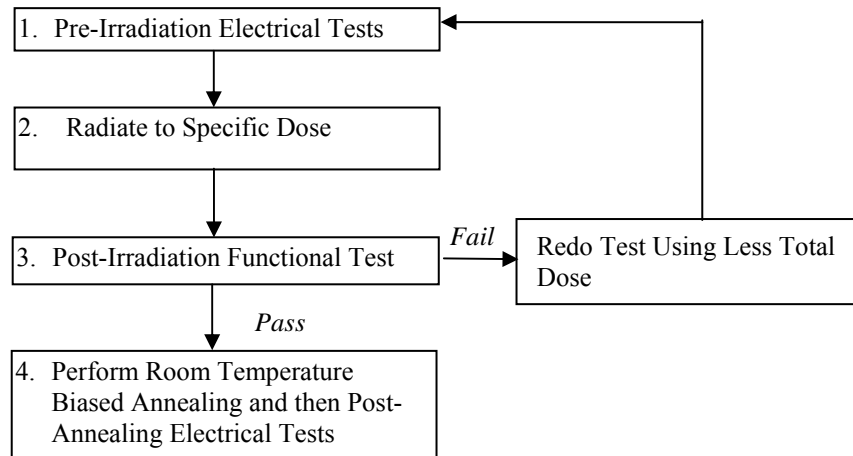 1. Pre-Irradiation Electrical Tests
2. Radiate to Specific Dose
3. Post-Irradiation Functional Test
Fail
Redo Test Using Less Total
Dose
Pass
4. Perform Room Temperature
Biased Annealing and then Post-
Annealing Electrical Tests